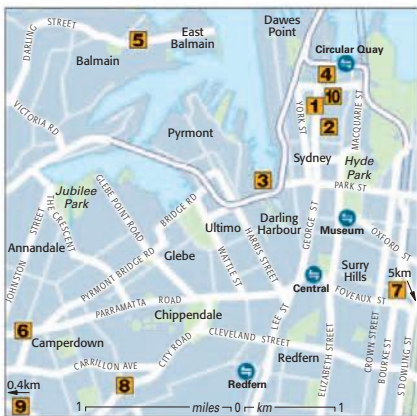 DARLING STREET
5
East
Balmain
Dawes
Point
Balmain
Circular Quay
4
10
1
2
YORK ST
MACQUARIE ST
VICTORIA RD
Pyrmont
Sydney
Hyde
Park
3
PARK ST
Jubilee
Park
GLEBE POINT ROAD
BRIDGE RD
THE CRESCENT
JOHNSTON STREET
Annandale
Ultimo
Darling
Harbour
GEORGE ST
Museum
OXFORD ST
HARRIS STREET
WATTLE ST
Glebe
PYRMONT BRIDGE RD
Surry
Hills
5km
7
Central
FOVEAUX ST
PARRAMATTA ROAD
Chippendale
LEE ST
6
Camperdown
CITY ROAD
CLEVELAND STREET
Redfern
ELIZABETH STREET
CROWN STREET
BOURKE ST
S DOWLING ST
CARRILLON AVE
0.4km
8
Redfern
9
1 miles 0 km 1